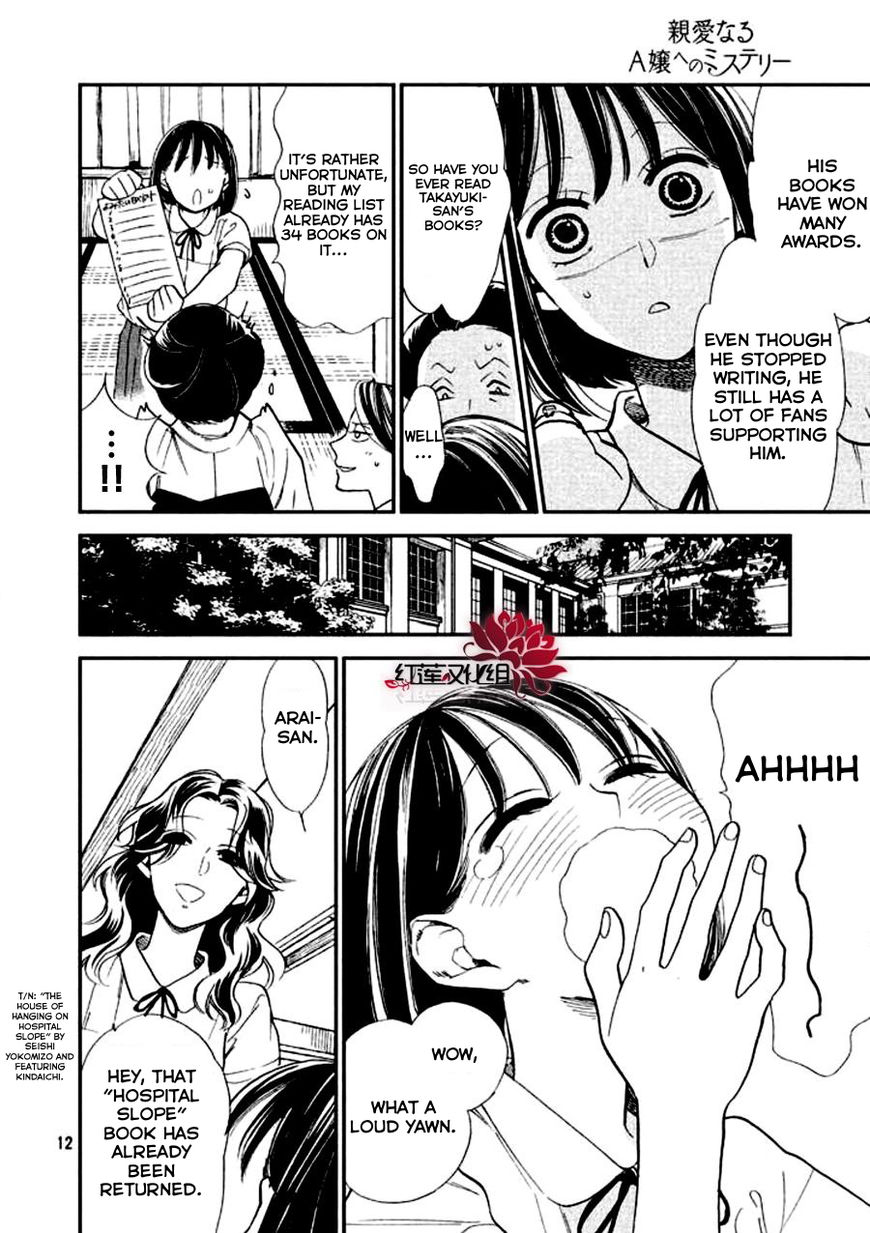 親愛なる
A嬢へのミステリー
HIS
BOOKS
HAVE WON
MANY
AWARDS.
EVEN THOUGH
HE STOPPED
WRITING, HE
STILL HAS A
LOT OF FANS
SUPPORTING
HIM.
SO HAVE YOU
EVER READ
TAKAYUKI-
SAN'S
BOOKS?
WELL
...
IT'S RATHER
UNFORTUNATE,
BUT MY
READING LIST
ALREADY HAS
34 BOOKS ON
IT...
...
!!
红莲汉化组
AHHHH
WOW,
WHAT A
LOUD YAWN.
ARAI-
SAN.
HEY, THAT
"HOSPITAL
SLOPE"
BOOK HAS
ALREADY
BEEN
RETURNED.
T/N: "THE
HOUSE OF
HANGING ON
HOSPITAL
SLOPE" BY
SEISHI
YOKOMIZO AND
FEATURING
KINDAICHI.
12